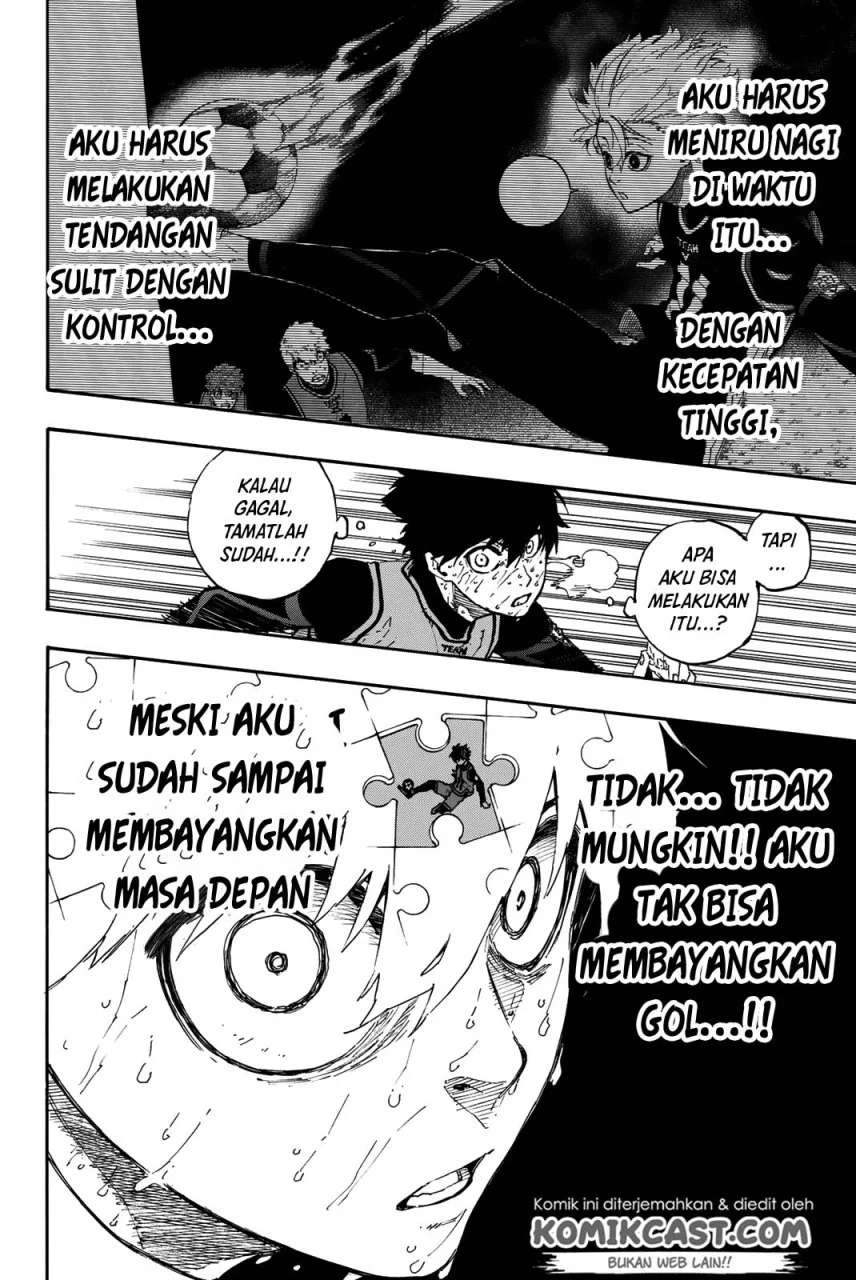 AKU HARUS
MENIRU NAGI
DI WAKTU
ITU...
DENGAN
KECEPATAN
TINGGI,
AKU HARUS
MELAKUKAN
TENDANGAN
SULIT DENGAN
KONTROL...
TEAM
TAPI
...
APA
AKU BISA
MELAKUKAN
ITU...?
KALAU
GAGAL,
TAMATLAH
SUDAH...!!
TEAM
TIDAK... TIDAK
MUNGKIN!! AKU
TAK BISA
MEMBAYANGKAN
GOL...!!
MESKI AKU
SUDAH SAMPAI
MEMBAYANGKAN
MASA DEPAN
Komik ini diterjemahkan & diedit oleh
KOMIKCAST.COM
BUKAN WEB LAIN!!